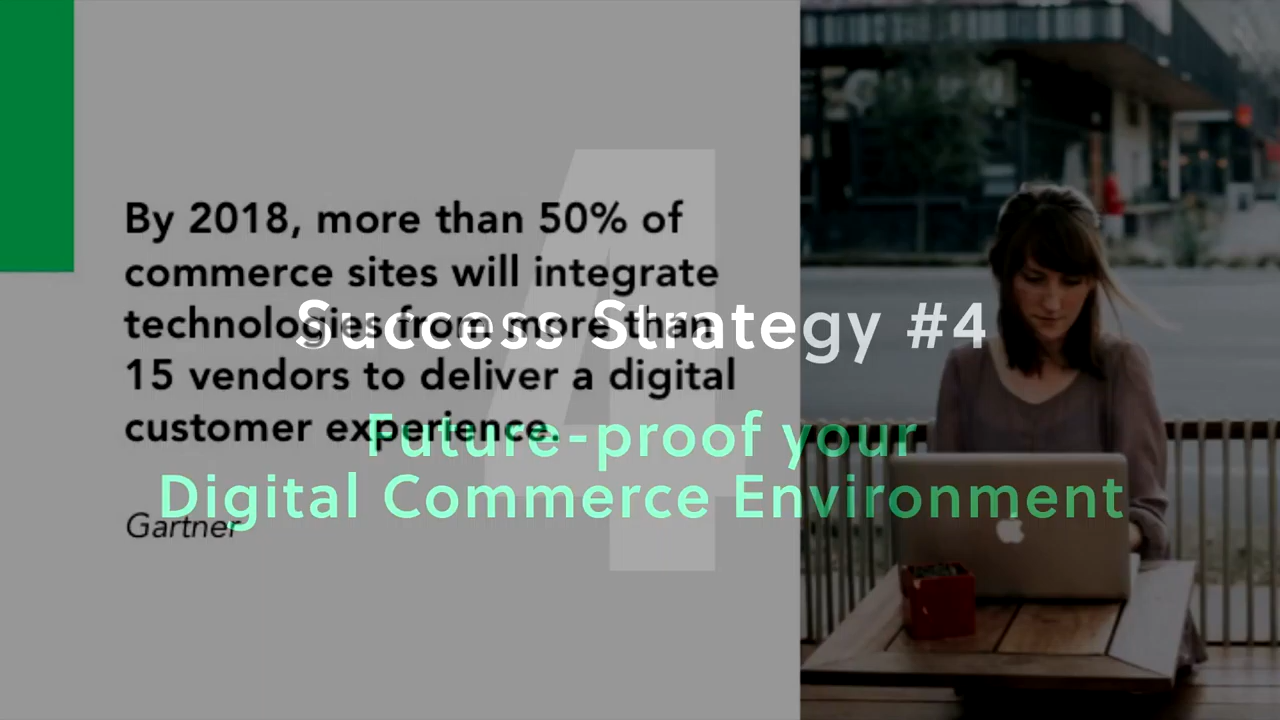 By 2018, more than 50% of
commerce sites will integrate
technologies from more than
15 vendors to deliver a digital
customer experience.
Gartner
4
Success Strategy #4
Future-proof your
Digital Commerce Environment